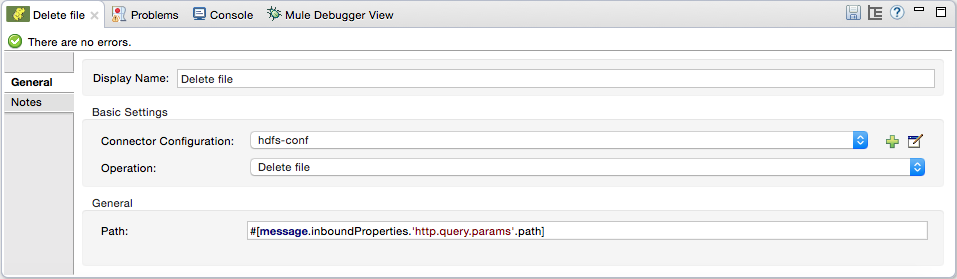 Delete file Problems Console Mule Debugger View
There are no errors.
General
Notes
Display Name: Delete file
Basic Settings
Connector Configuration: hdfs-conf
Operation: Delete file
General
Path: #[message.inboundProperties.'http.query.params'.path]